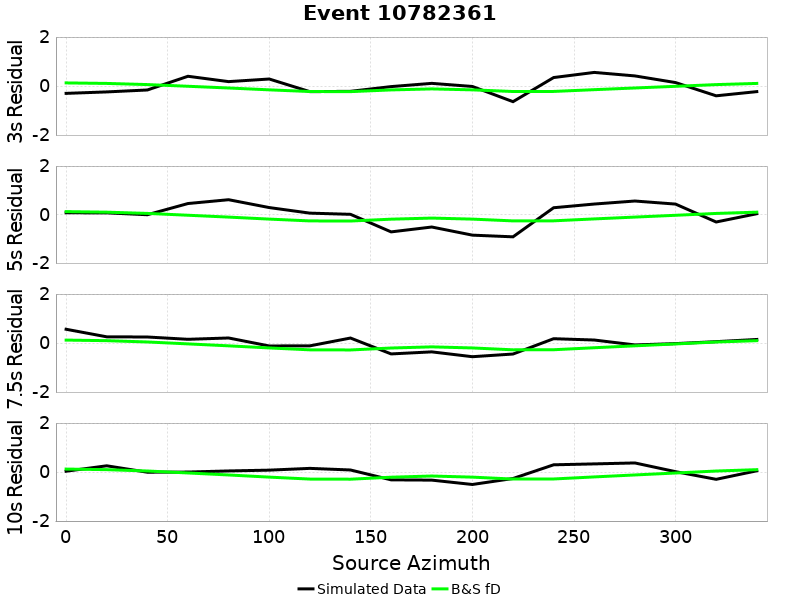 Event 10782361
3s Residual
2
0
-2
5s Residual
2
0
-2
7.5s Residual
2
0
-2
10s Residual
2
0
-2
0 50 100 150 200 250 300
Source Azimuth
Simulated Data B&S fD